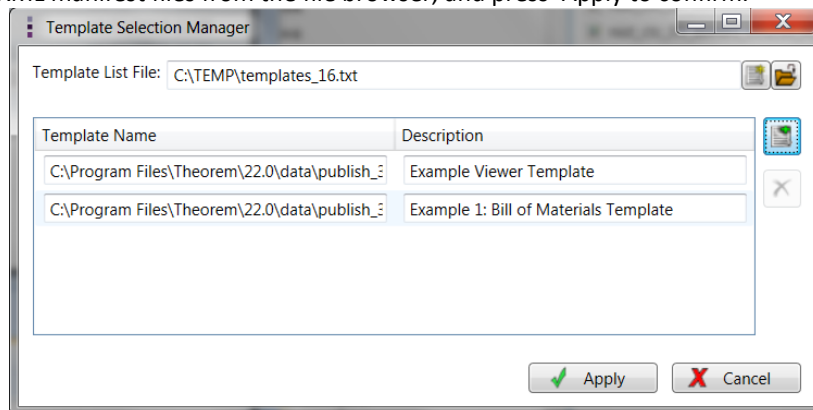 Template Selection Manager
Template List File: C:\TEMP\templates_16.txt
Template Name Description
C:\Program Files\Theorem\22.0\data\publish_3 Example Viewer Template
C:\Program Files\Theorem\22.0\data\publish_3 Example 1: Bill of Materials Template
Apply Cancel